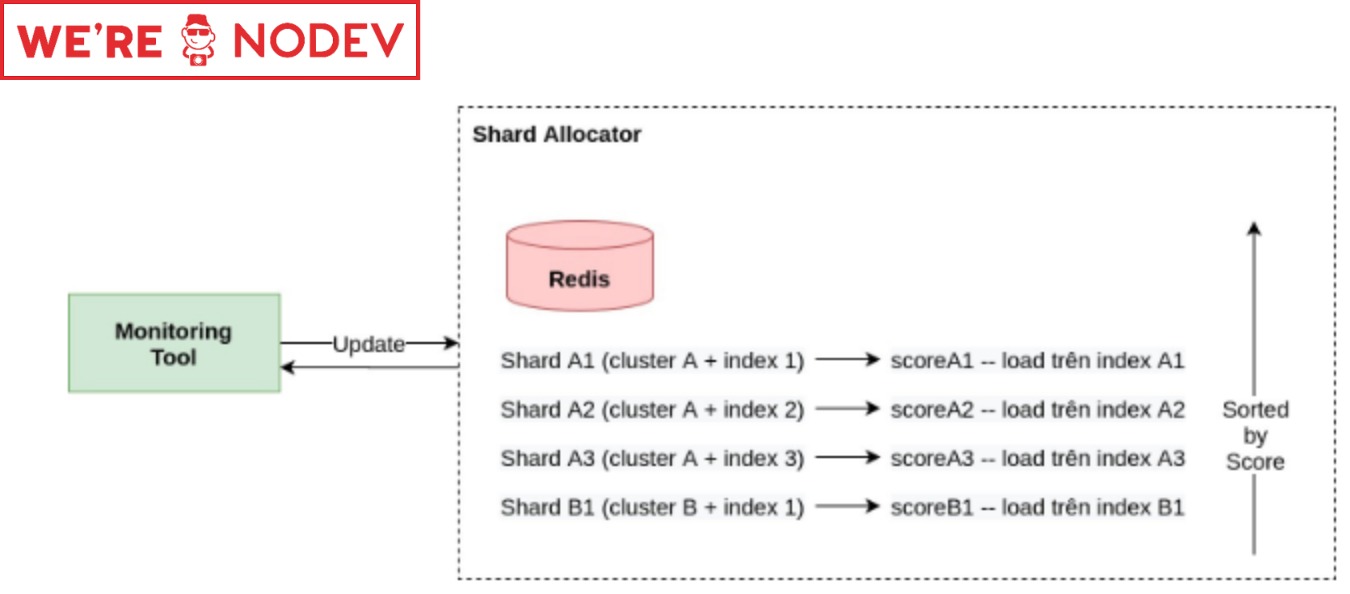 WE'RE NODEV
Shard Allocator
Redis
Monitoring
Tool
Update
Shard A1 (cluster A + index 1) scoreA1 -- load trên index A1
Shard A2 (cluster A + index 2) scoreA2 -- load trên index A2
Shard A3 (cluster A + index 3) scoreA3 -- load trên index A3
Shard B1 (cluster B + index 1) scoreB1 -- load trên index B1
Sorted
by
Score